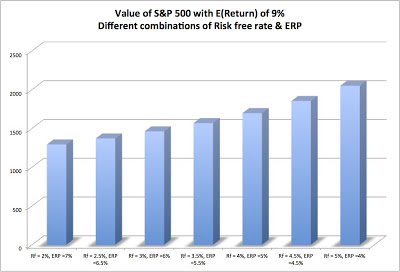 Value of S&P 500 with E(Return) of 9%
Different combinations of Risk free rate & ERP
2500
2000
1500
1000
500
0
Rf = 2%, ERP =7%
Rf = 2.5%, ERP
=6.5%
Rf = 3%, ERP =6%
Rf = 3.5%, ERP
=5.5%
Rf = 4%, ERP =5%
Rf = 4.5%, ERP
=4.5%
Rf = 5%, ERP =4%